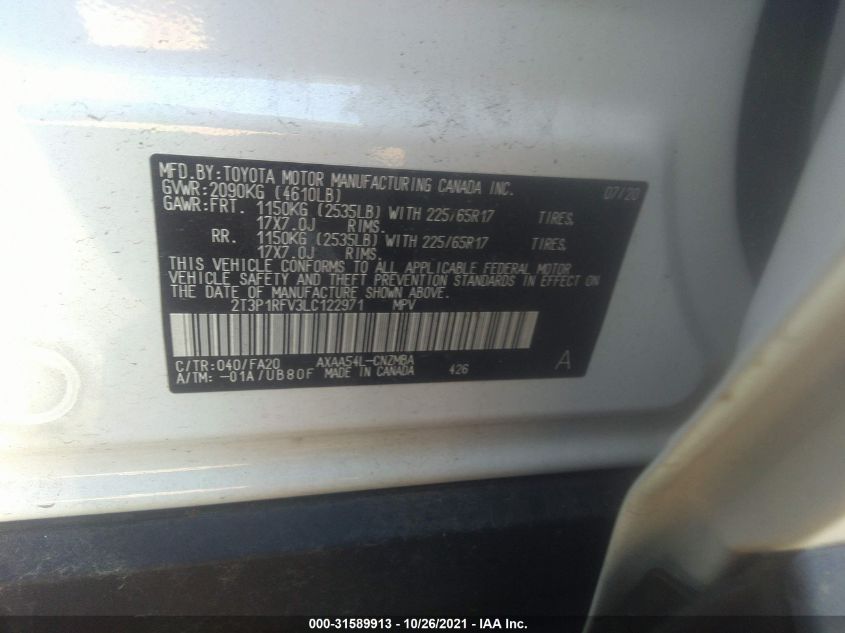 MFD.BY:TOYOTA MOTOR MANUFACTURING CANADA INC. 07/20
GVWR:2090KG (4610LB)
GAWR:FRT. 1150KG (2535LB) WITH 225/65R17 TIRES,
17X7.0J RIMS.
RR. 1150KG (2535LB) WITH 225/65R17 TIRES,
17X7.0J RIMS.
THIS VEHICLE CONFORMS TO ALL APPLICABLE FEDERAL MOTOR
VEHICLE SAFETY AND THEFT PREVENTION STANDARDS IN EFFECT ON
THE DATE OF MANUFACTURE SHOWN ABOVE.
2T3P1RFV3LC122971 MPV
C/TR:040/FA20 AXAA54L-CNZMBA A
A/TM:-01A/UB80F MADE IN CANADA 426
000-31589913 - 10/26/2021 - IAA Inc.